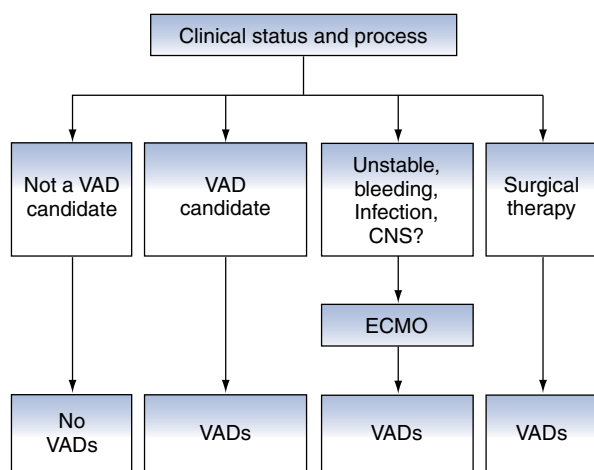 Clinical status and process
Not a VAD
candidate
VAD
candidate
Unstable,
bleeding,
Infection,
CNS?
Surgical
therapy
ECMO
No
VADs
VADs
VADs
VADs